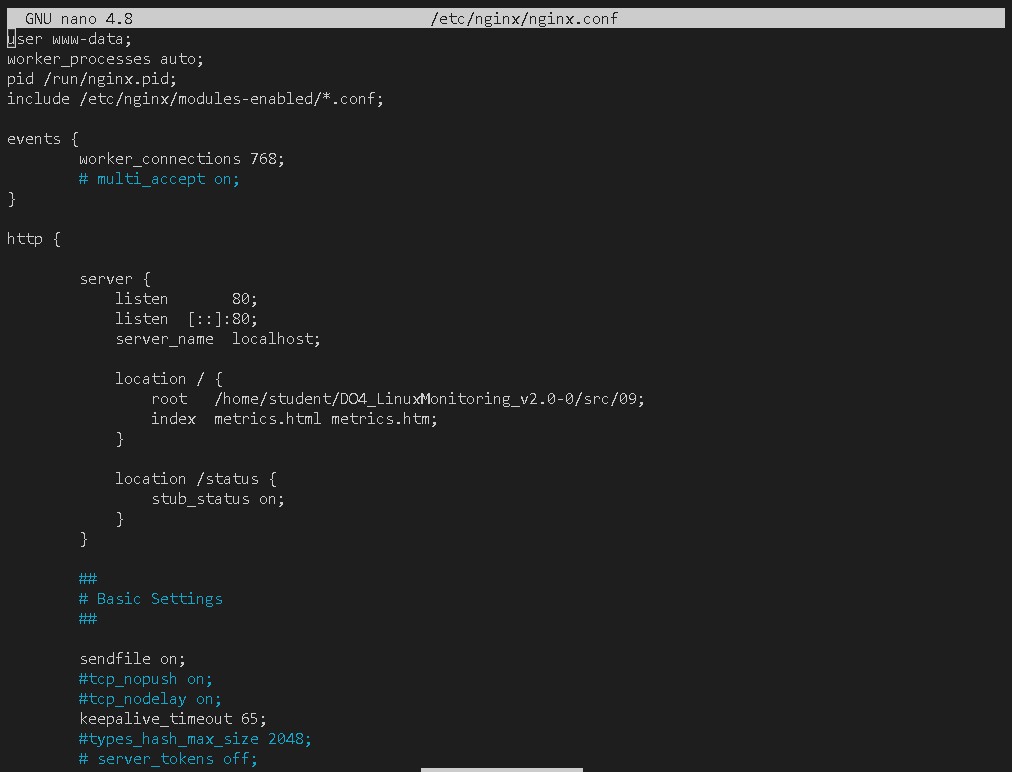 GNU nano 4.8 /etc/nginx/nginx.conf
user www-data;
worker_processes auto;
pid /run/nginx.pid;
include /etc/nginx/modules-enabled/*.conf;
events {
worker_connections 768;
# multi_accept on;
}
http {
server {
listen 80;
listen [::]:80;
server_name localhost;
location / {
root /home/student/DO4_LinuxMonitoring_v2.0-0/src/09;
index metrics.html metrics.htm;
}
location /status {
stub_status on;
}
}
##
# Basic Settings
##
sendfile on;
#tcp_nopush on;
#tcp_nodelay on;
keepalive_timeout 65;
#types_hash_max_size 2048;
# server_tokens off;